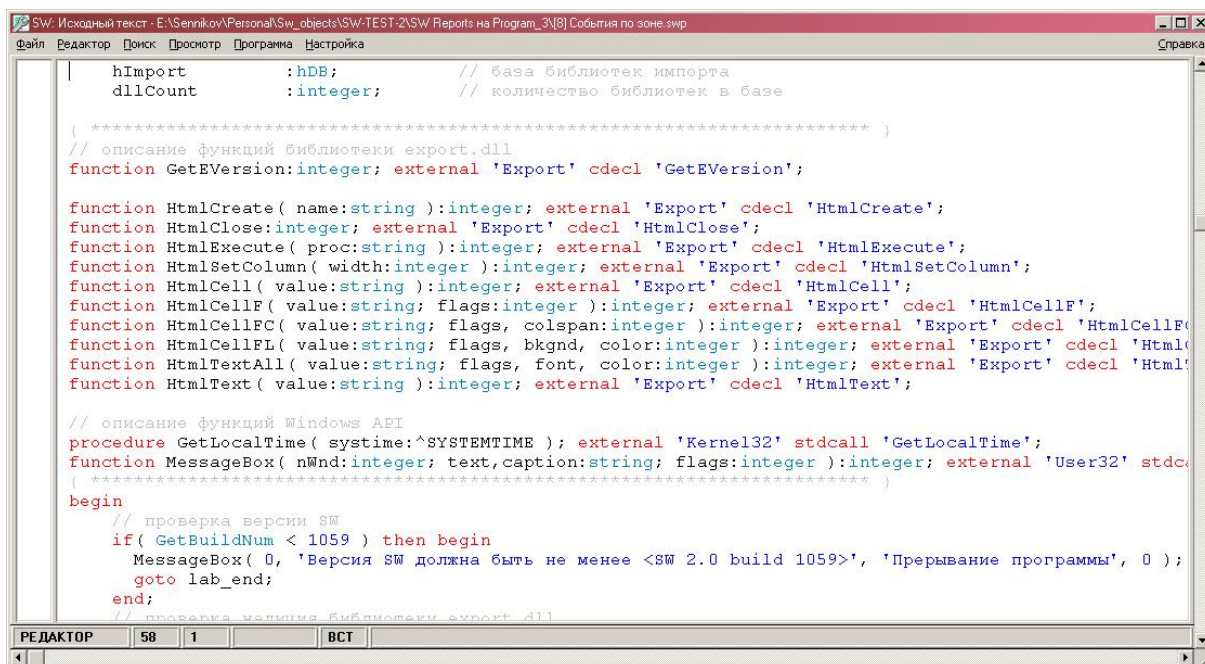 SW: Исходный текст - E:\Sennikov\Personal\Sw_objects\SW-TEST-2\SW Reports на Program_3\[8] События по зоне.swp
Файл Редактор Поиск Просмотр Программа Настройка Справка
hImport :hDB; // база библиотек импорта
dllCount :integer; // количество библиотек в базе
{ ************************************************************************ }
// описание функций библиотеки export.dll
function GetEVersion:integer; external 'Export' cdecl 'GetEVersion';
function HtmlCreate( name:string ):integer; external 'Export' cdecl 'HtmlCreate';
function HtmlClose:integer; external 'Export' cdecl 'HtmlClose';
function HtmlExecute( proc:string ):integer; external 'Export' cdecl 'HtmlExecute';
function HtmlSetColumn( width:integer ):integer; external 'Export' cdecl 'HtmlSetColumn';
function HtmlCell( value:string ):integer; external 'Export' cdecl 'HtmlCell';
function HtmlCellF( value:string; flags:integer ):integer; external 'Export' cdecl 'HtmlCellF';
function HtmlCellFC( value:string; flags, colspan:integer ):integer; external 'Export' cdecl 'HtmlCellF
function HtmlCellFL( value:string; flags, bkgnd, color:integer ):integer; external 'Export' cdecl 'Html
function HtmlTextAll( value:string; flags, font, color:integer ):integer; external 'Export' cdecl 'Html
function HtmlText( value:string ):integer; external 'Export' cdecl 'HtmlText';
// описание функций Windows API
procedure GetLocalTime( systime:^SYSTEMTIME ); external 'Kernel32' stdcall 'GetLocalTime';
function MessageBox( nWnd:integer; text,caption:string; flags:integer ):integer; external 'User32' stdc
{ ************************************************************************ }
begin
// проверка версии SW
if( GetBuildNum < 1059 ) then begin
MessageBox( 0, 'Версия SW должна быть не менее <SW 2.0 build 1059>', 'Прерывание программы', 0 );
goto lab_end;
end;
// проверка наличия библиотеки export.dll
РЕДАКТОР 58 1 ВСТ